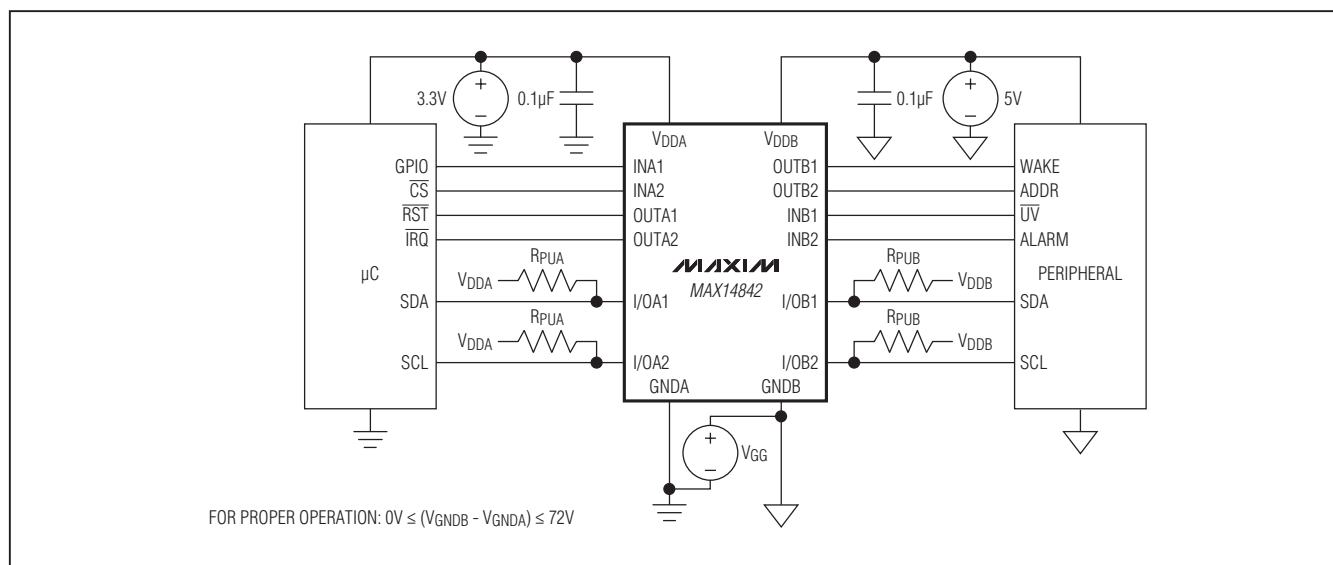 3.3V 0.1µF 0.1µF 5V
VDDA VDDB
GPIO INA1 OUTB1 WAKE
CS INA2 OUTB2 ADDR
RST OUTA1 INB1 UV
IRQ OUTA2 INB2 ALARM
RPUA MAXIM RPUB
µC VDDA MAX14842 VDDB PERIPHERAL
SDA I/OA1 I/OB1 SDA
RPUA RPUB
VDDA VDDB
SCL I/OA2 I/OB2 SCL
GNDA GNDB
VGG
FOR PROPER OPERATION: 0V ≤ (VGNDB - VGNDA) ≤ 72V